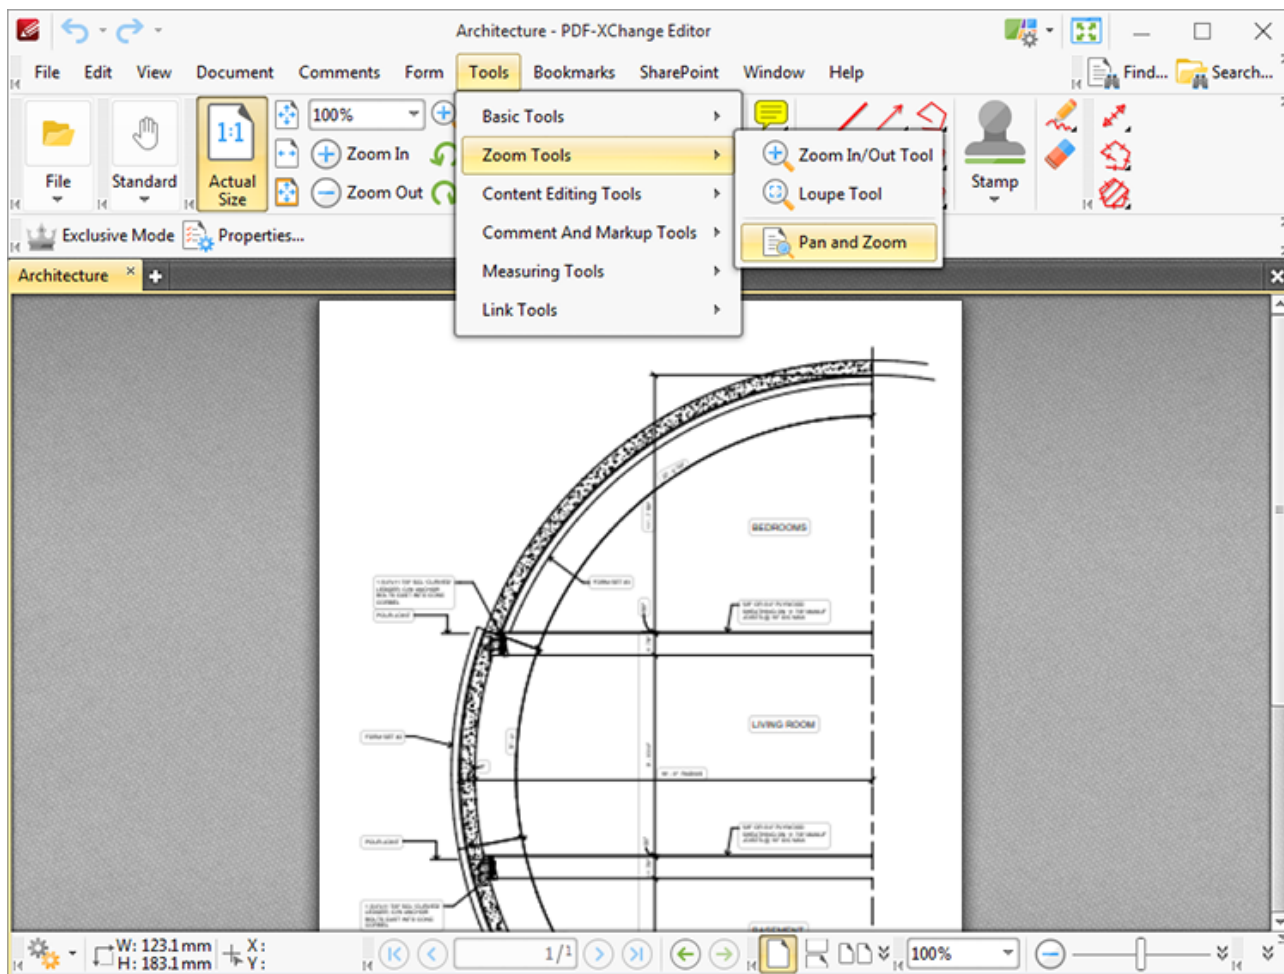 Architecture - PDF-XChange Editor
File Edit View Document Comments Form Tools Bookmarks SharePoint Window Help Find... Search...
100%
Basic Tools
Zoom In
Zoom Tools
Zoom In/Out Tool
1:1
File Standard Actual Size
Zoom Out
Content Editing Tools
Loupe Tool
Stamp
Exclusive Mode Properties...
Comment And Markup Tools
Pan and Zoom
Architecture
Measuring Tools
Link Tools
BEDROOMS
LIVING ROOM
BASEMENT
W: 123.1 mm X:
H: 183.1 mm Y:
1/1
100%